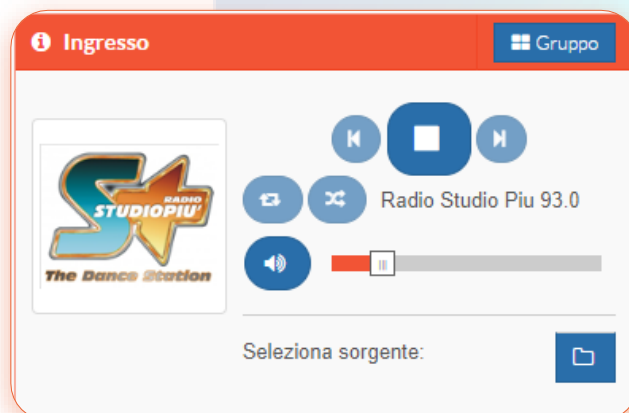 Ingresso
Gruppo
RADIO
STUDIOPIU'
The Dance Station
Radio Studio Piu 93.0
Seleziona sorgente: